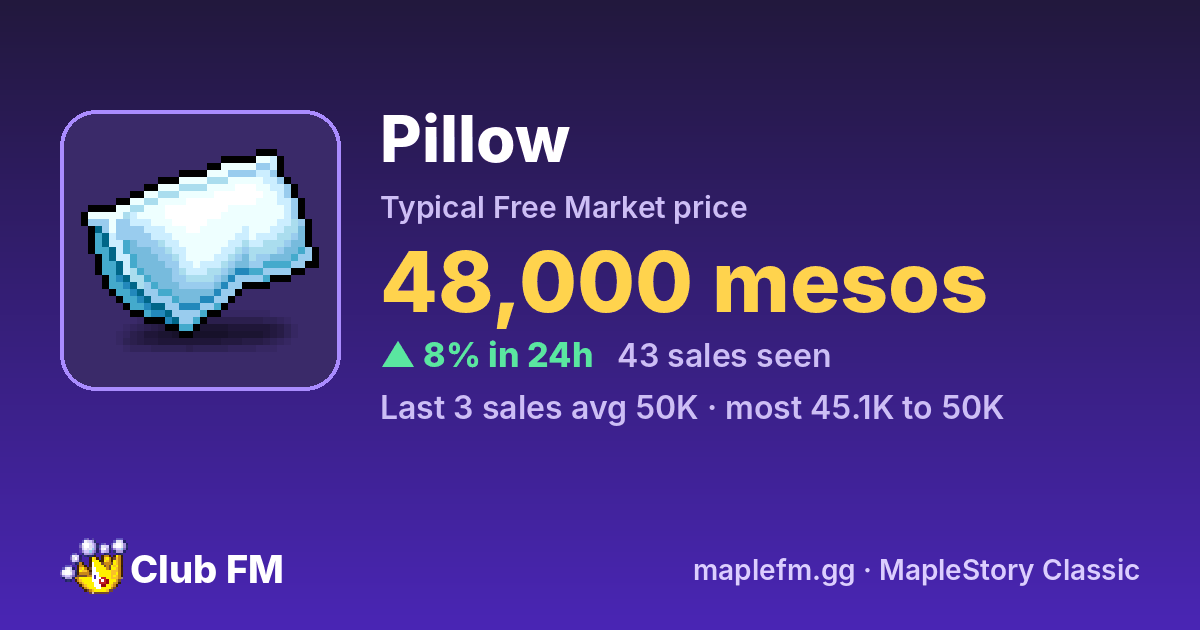 Pillow
Typical Free Market price
48,000 mesos
▲ 8% in 24h 43 sales seen
Last 3 sales avg 50K · most 45.1K to 50K
Club FM
maplefm.gg · MapleStory Classic